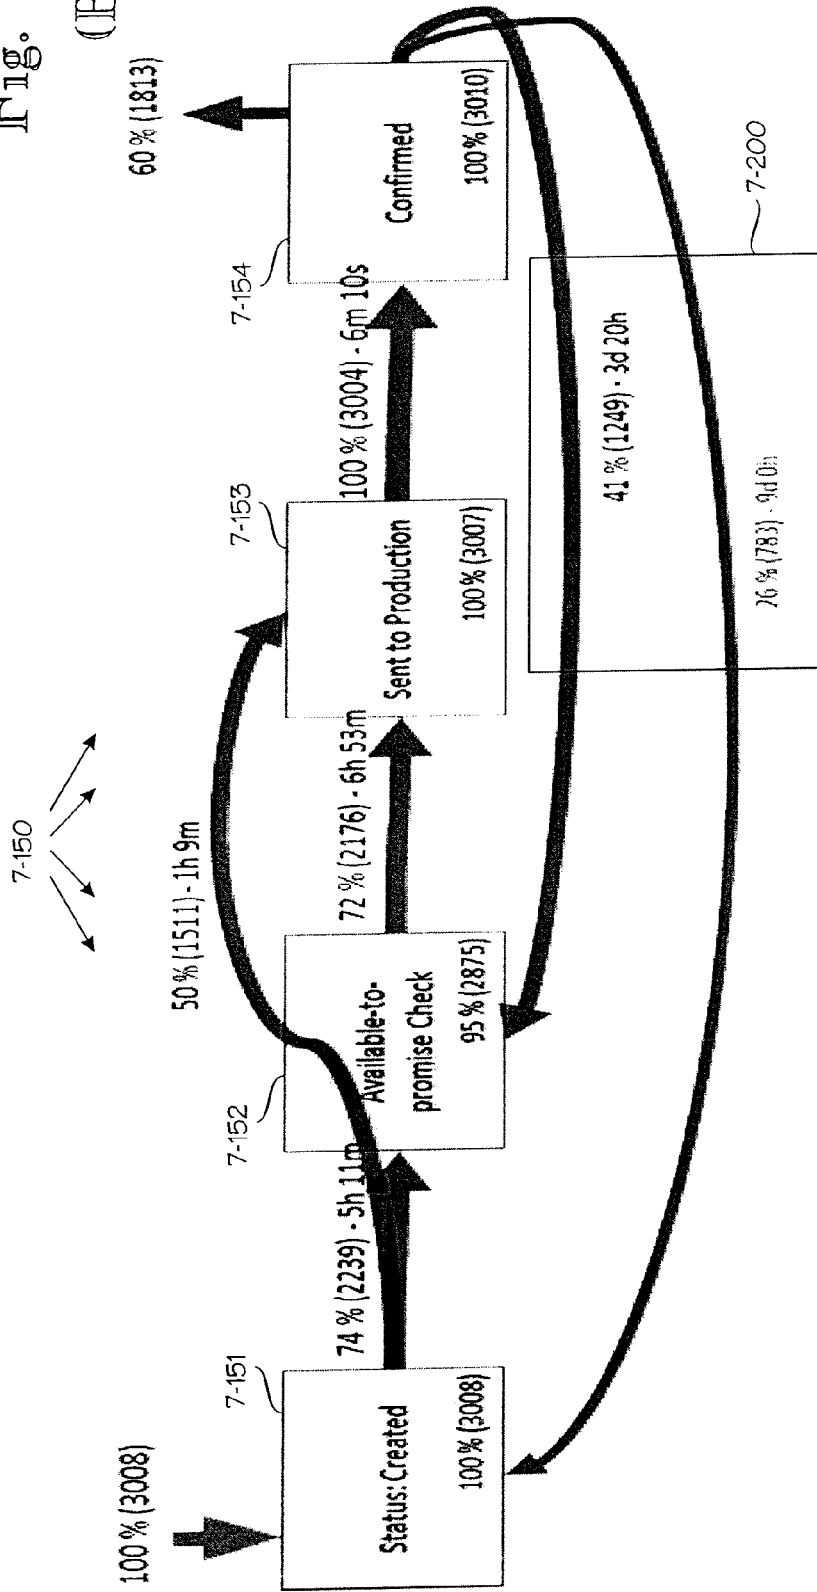 Fig.
7-150
100 % (3008)
7-151
Status: Created
100 % (3008)
74 % (2239) - 5h 11m
50 % (1511) - 1h 9m
7-152
Available-to-
promise Check
95 % (2875)
72 % (2176) - 6h 53m
7-153
Sent to Production
100 % (3007)
100 % (3004) - 6m 10s
7-154
Confirmed
100 % (3010)
60 % (1813)
41 % (1249) - 3d 20h
26 % (783) - 9d 0h
7-200